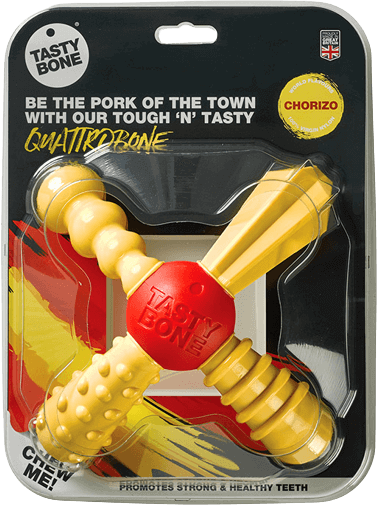 TASTY
BONE
BE THE PORK OF THE TOWN
WITH OUR TOUGH 'N' TASTY
QUATTROBONE
CHORIZO
TASTY
BONE
CHEW
ME!
PROMOTES STRONG & HEALTHY TEETH